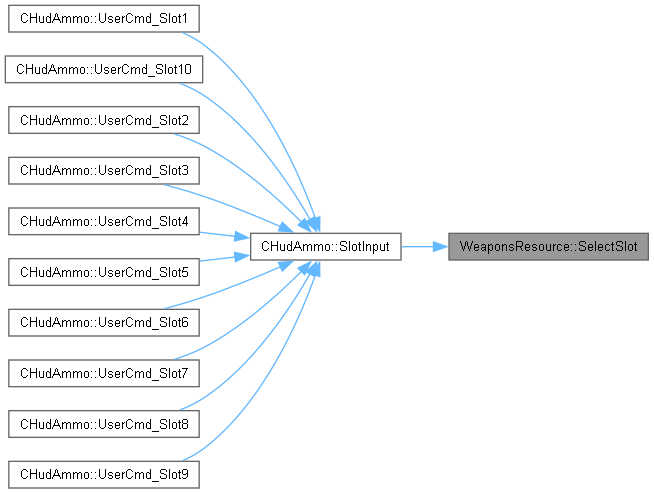 CHudAmmo::UserCmd_Slot1
CHudAmmo::UserCmd_Slot10
CHudAmmo::UserCmd_Slot2
CHudAmmo::UserCmd_Slot3
CHudAmmo::UserCmd_Slot4
CHudAmmo::SlotInput
WeaponsResource::SelectSlot
CHudAmmo::UserCmd_Slot5
CHudAmmo::UserCmd_Slot6
CHudAmmo::UserCmd_Slot7
CHudAmmo::UserCmd_Slot8
CHudAmmo::UserCmd_Slot9